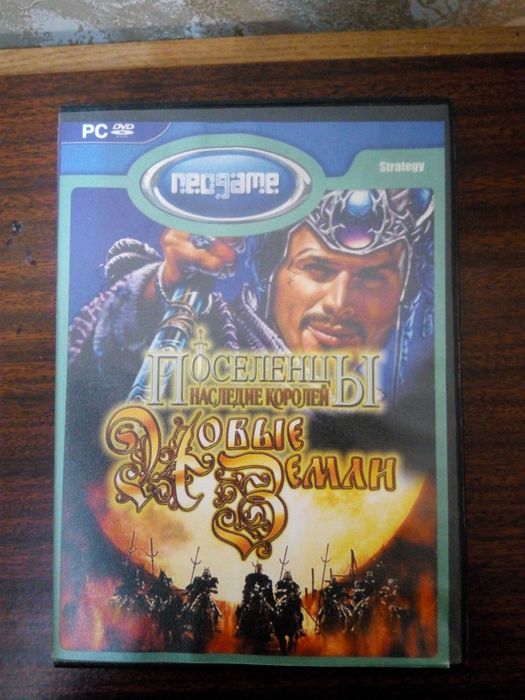 PC DVD
neogame
Strategy
ПОСЕЛЕНЦЫ
НАСЛЕДИЕ КОРОЛЕЙ
НОВЫЕ
ЗЕМЛИ